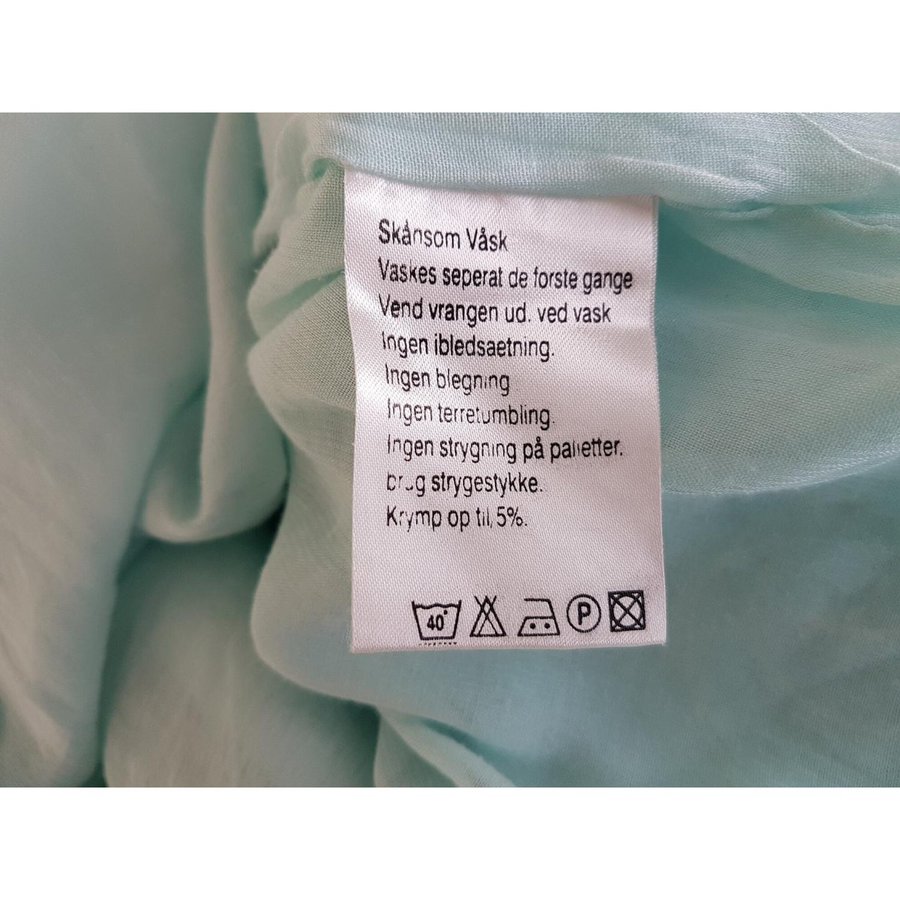 Skånsom Våsk
Vaskes seperat de forste gange
Vend vrangen ud. ved vask
Ingen ibledsaetning.
Ingen blegning
Ingen terretumbling.
Ingen strygning på pailetter.
brug strygestykke.
Krymp op til, 5%.
40° P